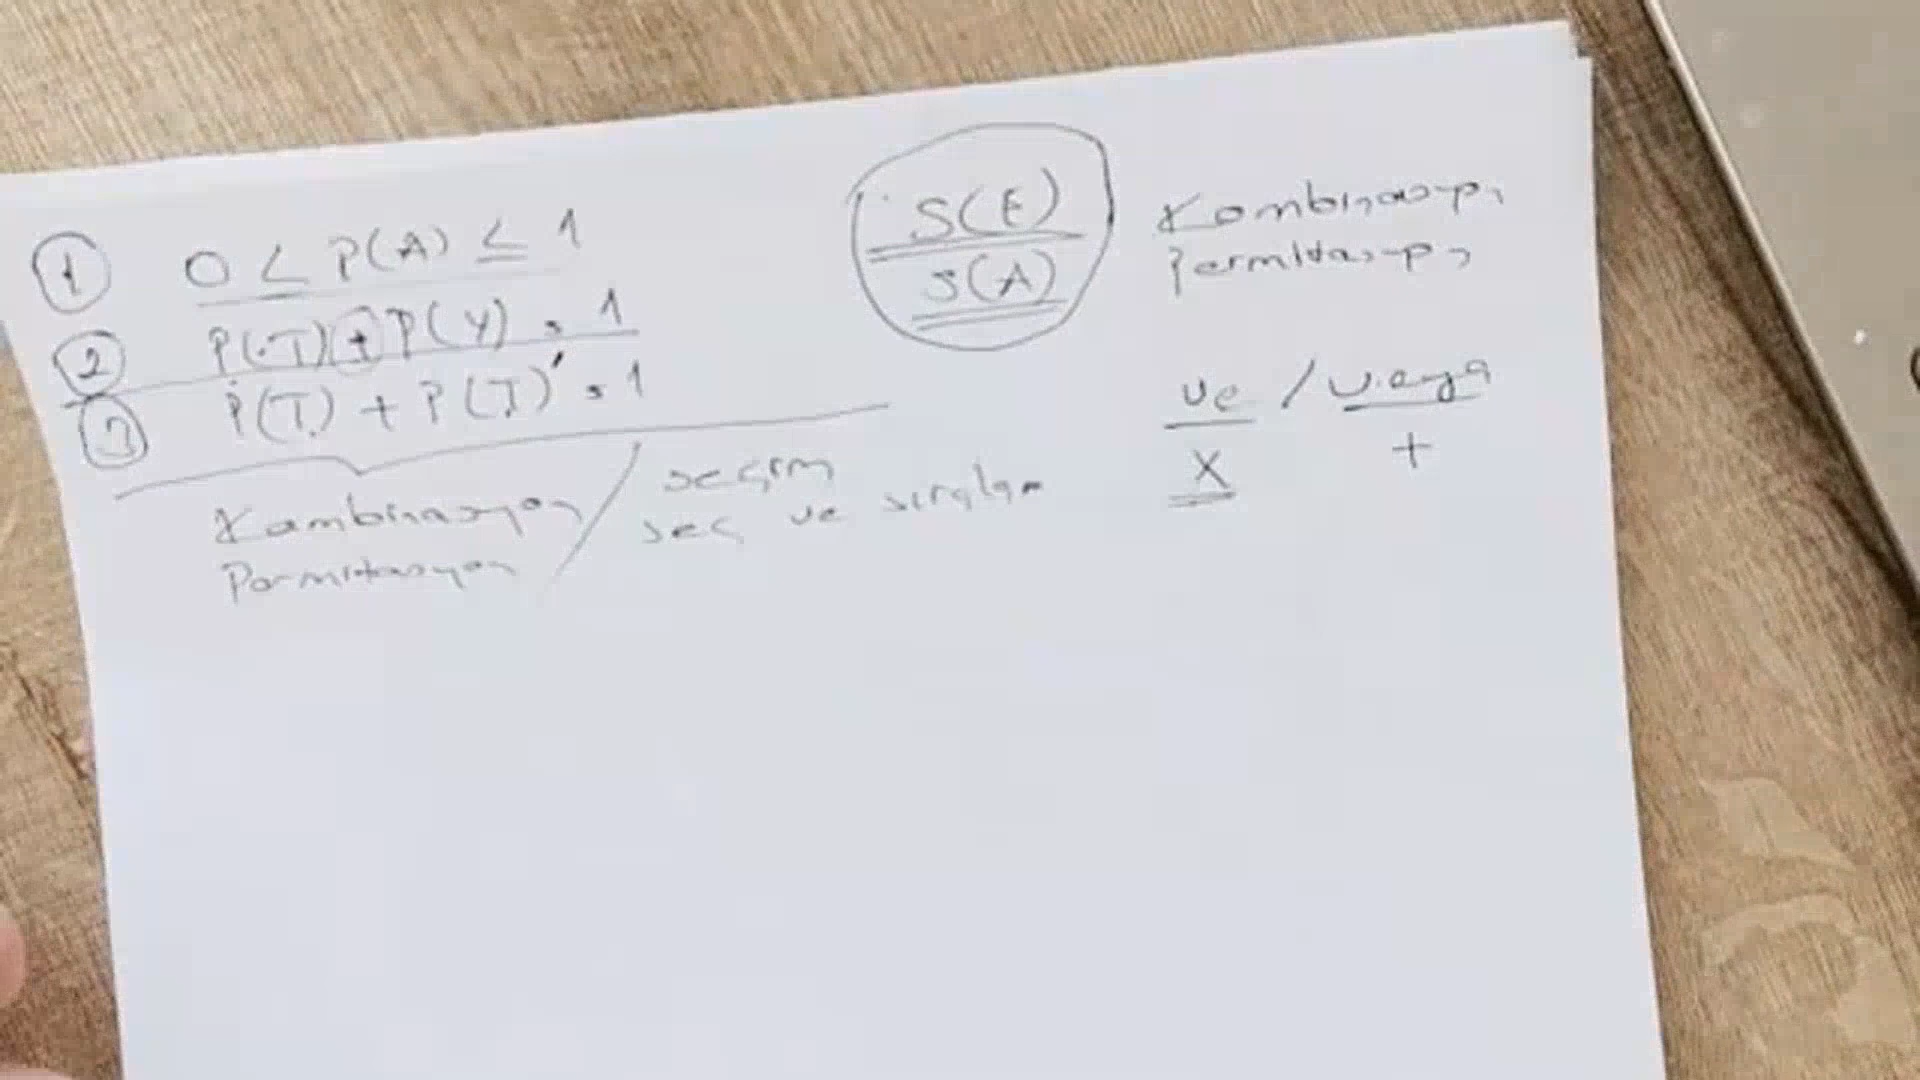 1 0 ≤ P(A) ≤ 1
2 P(T) + P(Y) = 1
3 P(T) + P(T)' = 1
Kombinasyon / seçim
Permütasyon / seç ve sırala
S(E)
S(A)
Kombinasyon
Permütasyon
ve / veya
x +